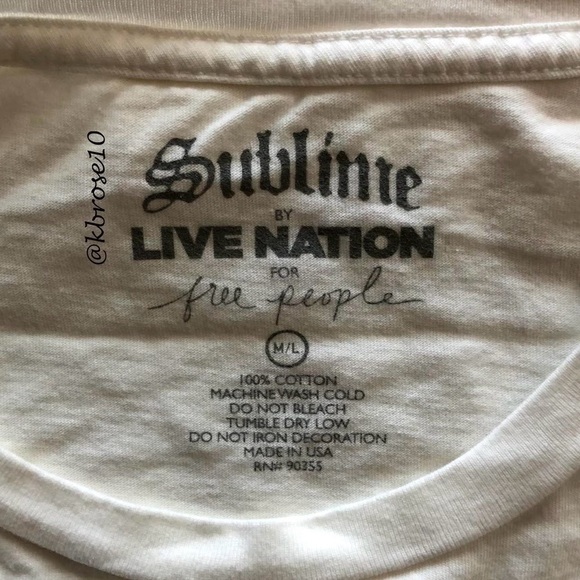 @kbrose10
Sublime
BY
LIVE NATION
FOR
free people
M/L
100% COTTON
MACHINE WASH COLD
DO NOT BLEACH
TUMBLE DRY LOW
DO NOT IRON DECORATION
MADE IN USA
RN# 90355